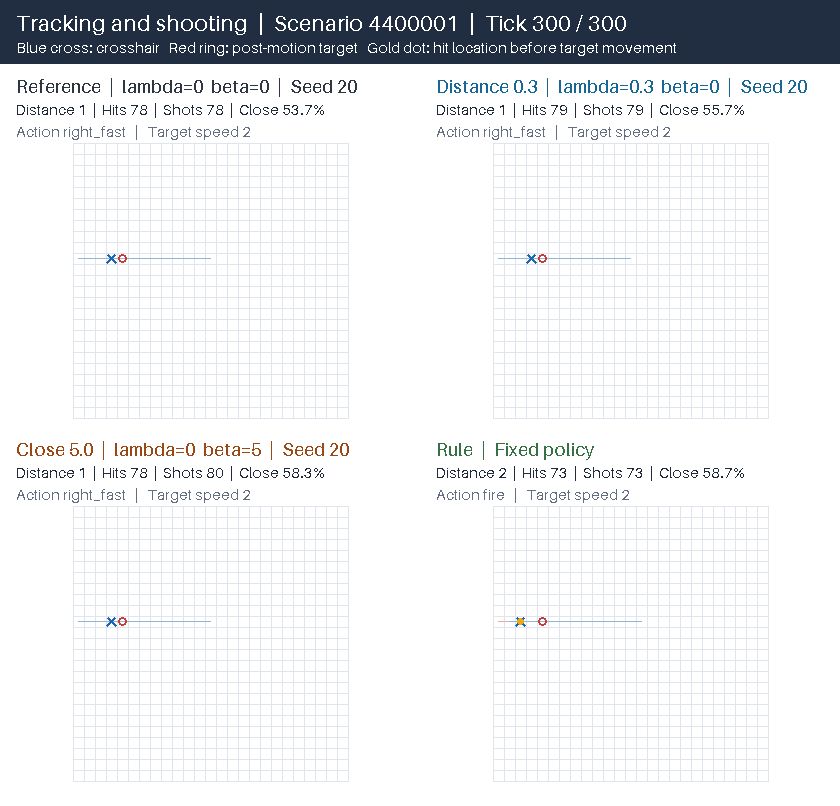 Tracking and shooting | Scenario 4400001 | Tick 300 / 300
Blue cross: crosshair Red ring: post-motion target Gold dot: hit location before target movement
Reference | lambda=0 beta=0 | Seed 20
Distance 1 | Hits 78 | Shots 78 | Close 53.7%
Action right_fast | Target speed 2
Distance 0.3 | lambda=0.3 beta=0 | Seed 20
Distance 1 | Hits 79 | Shots 79 | Close 55.7%
Action right_fast | Target speed 2
Close 5.0 | lambda=0 beta=5 | Seed 20
Distance 1 | Hits 78 | Shots 80 | Close 58.3%
Action right_fast | Target speed 2
Rule | Fixed policy
Distance 2 | Hits 73 | Shots 73 | Close 58.7%
Action fire | Target speed 2